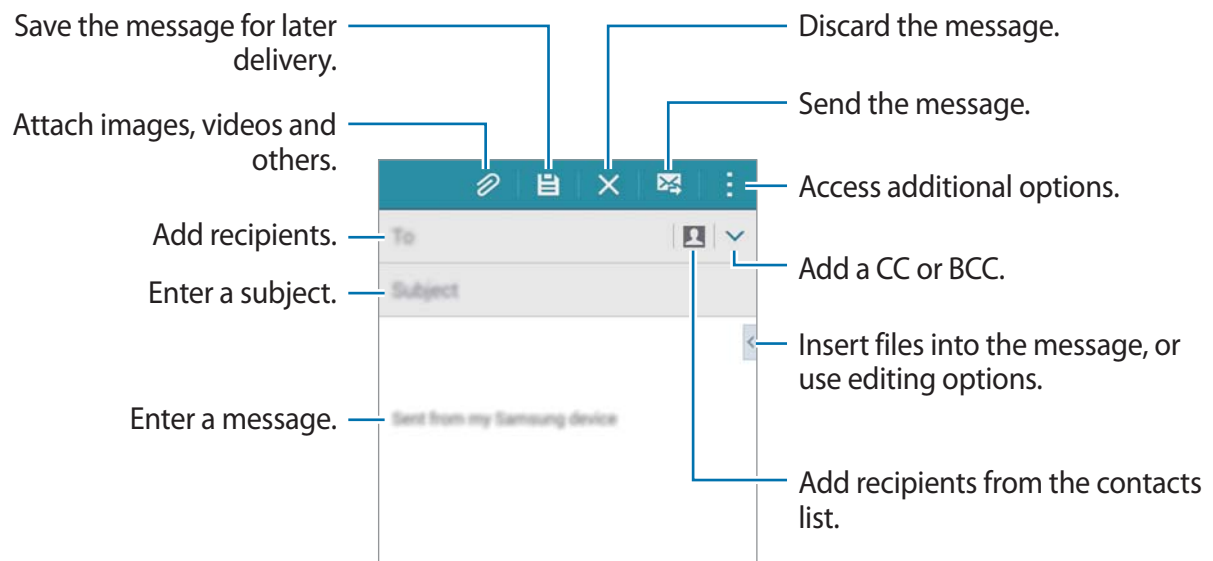 Save the message for later
delivery.
Attach images, videos and
others.
Add recipients.
Enter a subject.
Enter a message.
To
Subject
Sent from my Samsung device
Discard the message.
Send the message.
Access additional options.
Add a CC or BCC.
Insert files into the message, or
use editing options.
Add recipients from the contacts
list.